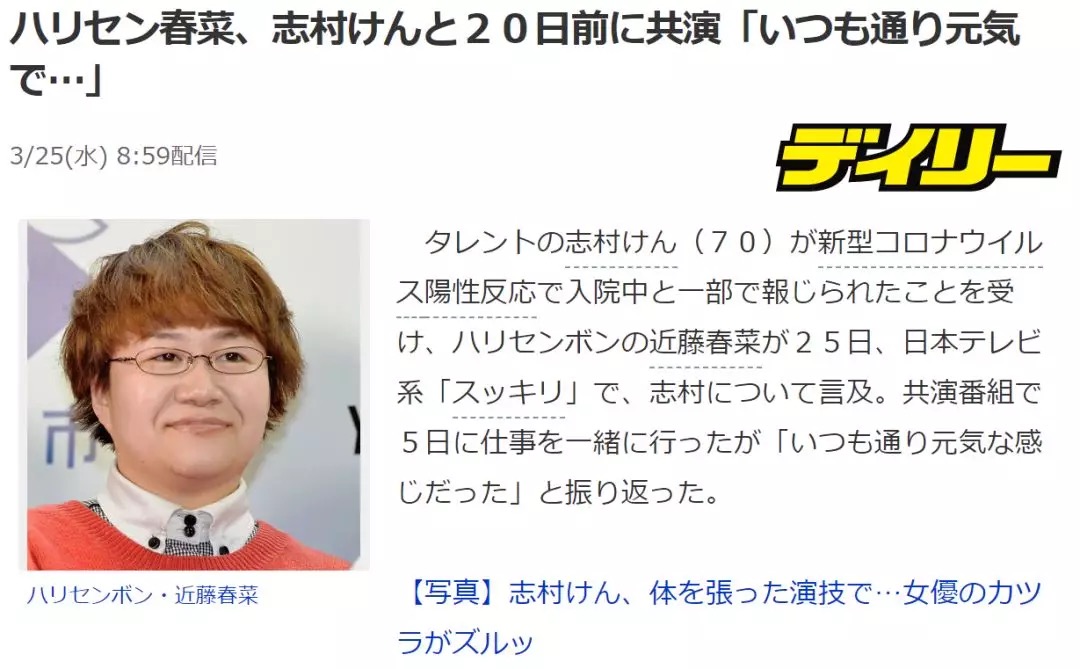 ハリセン春菜、志村けんと２０日前に共演「いつも通り元気
で…」
3/25(水) 8:59配信
デイリー
タレントの志村けん（７０）が新型コロナウイル
ス陽性反応で入院中と一部で報じられたことを受
け、ハリセンボンの近藤春菜が２５日、日本テレビ
系「スッキリ」で、志村について言及。共演番組で
５日に仕事を一緒に行ったが「いつも通り元気な感
じだった」と振り返った。
市
ハリセンボン・近藤春菜
【写真】志村けん、体を張った演技で…女優のカツ
ラがズルッ